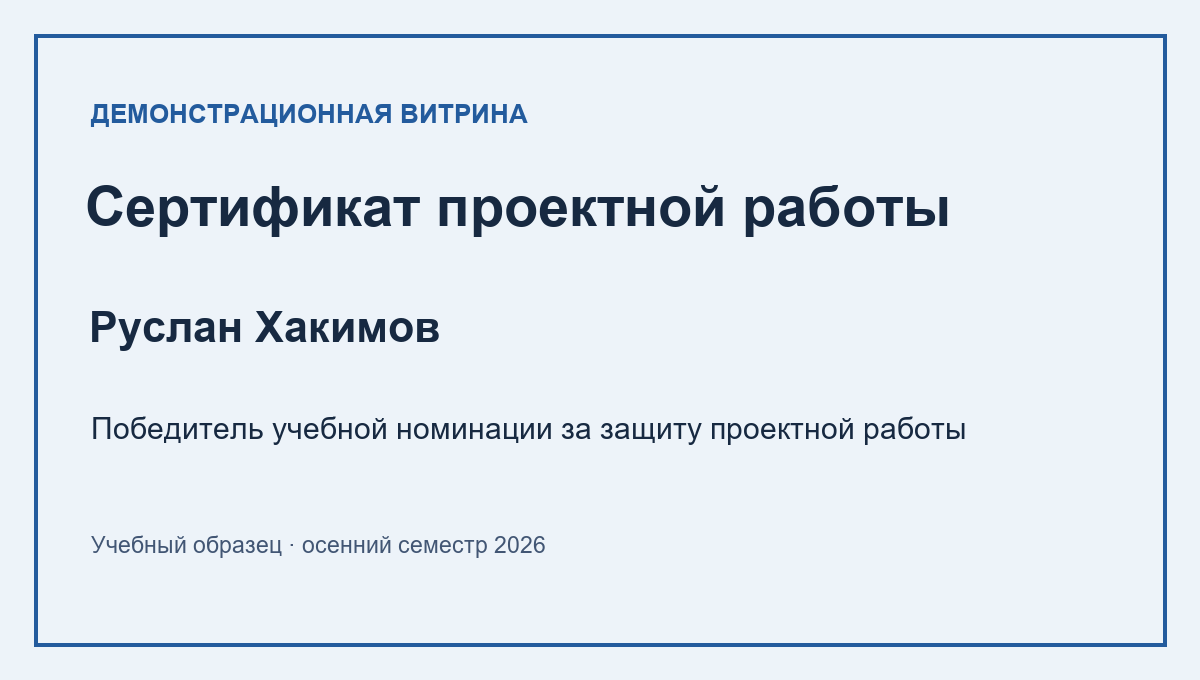 ДЕМОНСТРАЦИОННАЯ ВИТРИНА
Сертификат проектной работы
Руслан Хакимов
Победитель учебной номинации за защиту проектной работы
Учебный образец · осенний семестр 2026